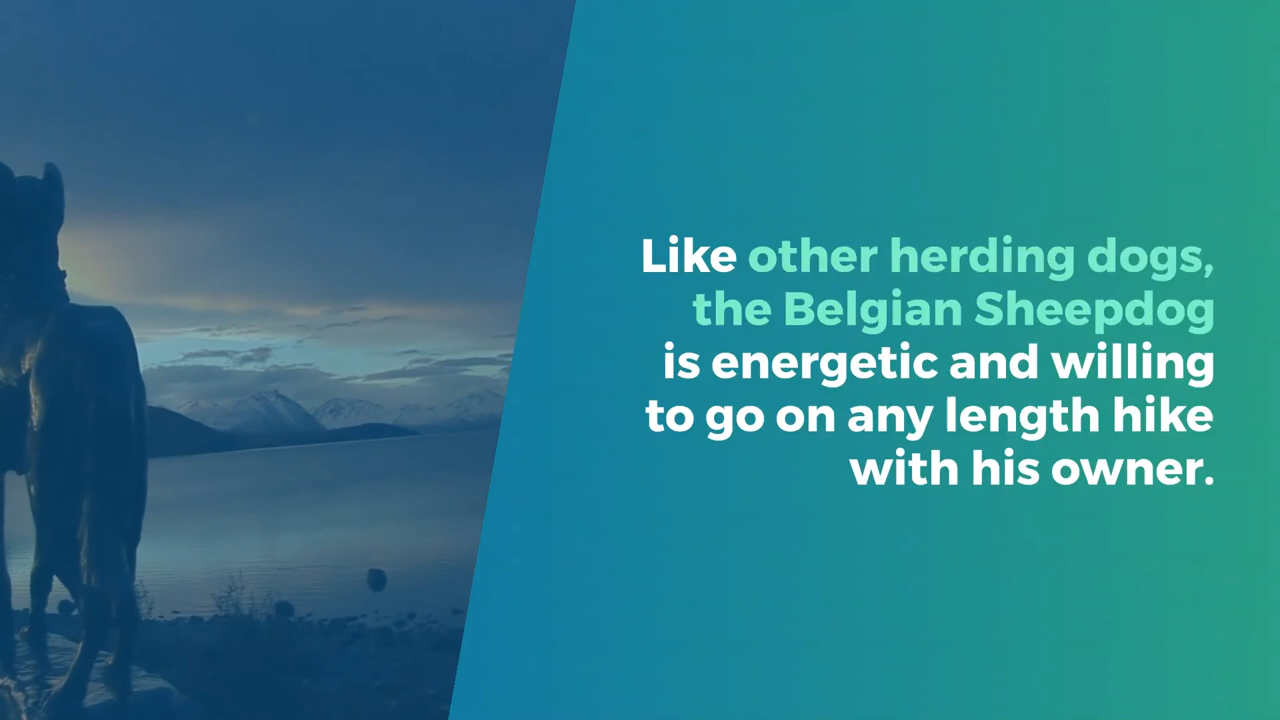 Like other herding dogs,
the Belgian Sheepdog
is energetic and willing
to go on any length hike
with his owner.